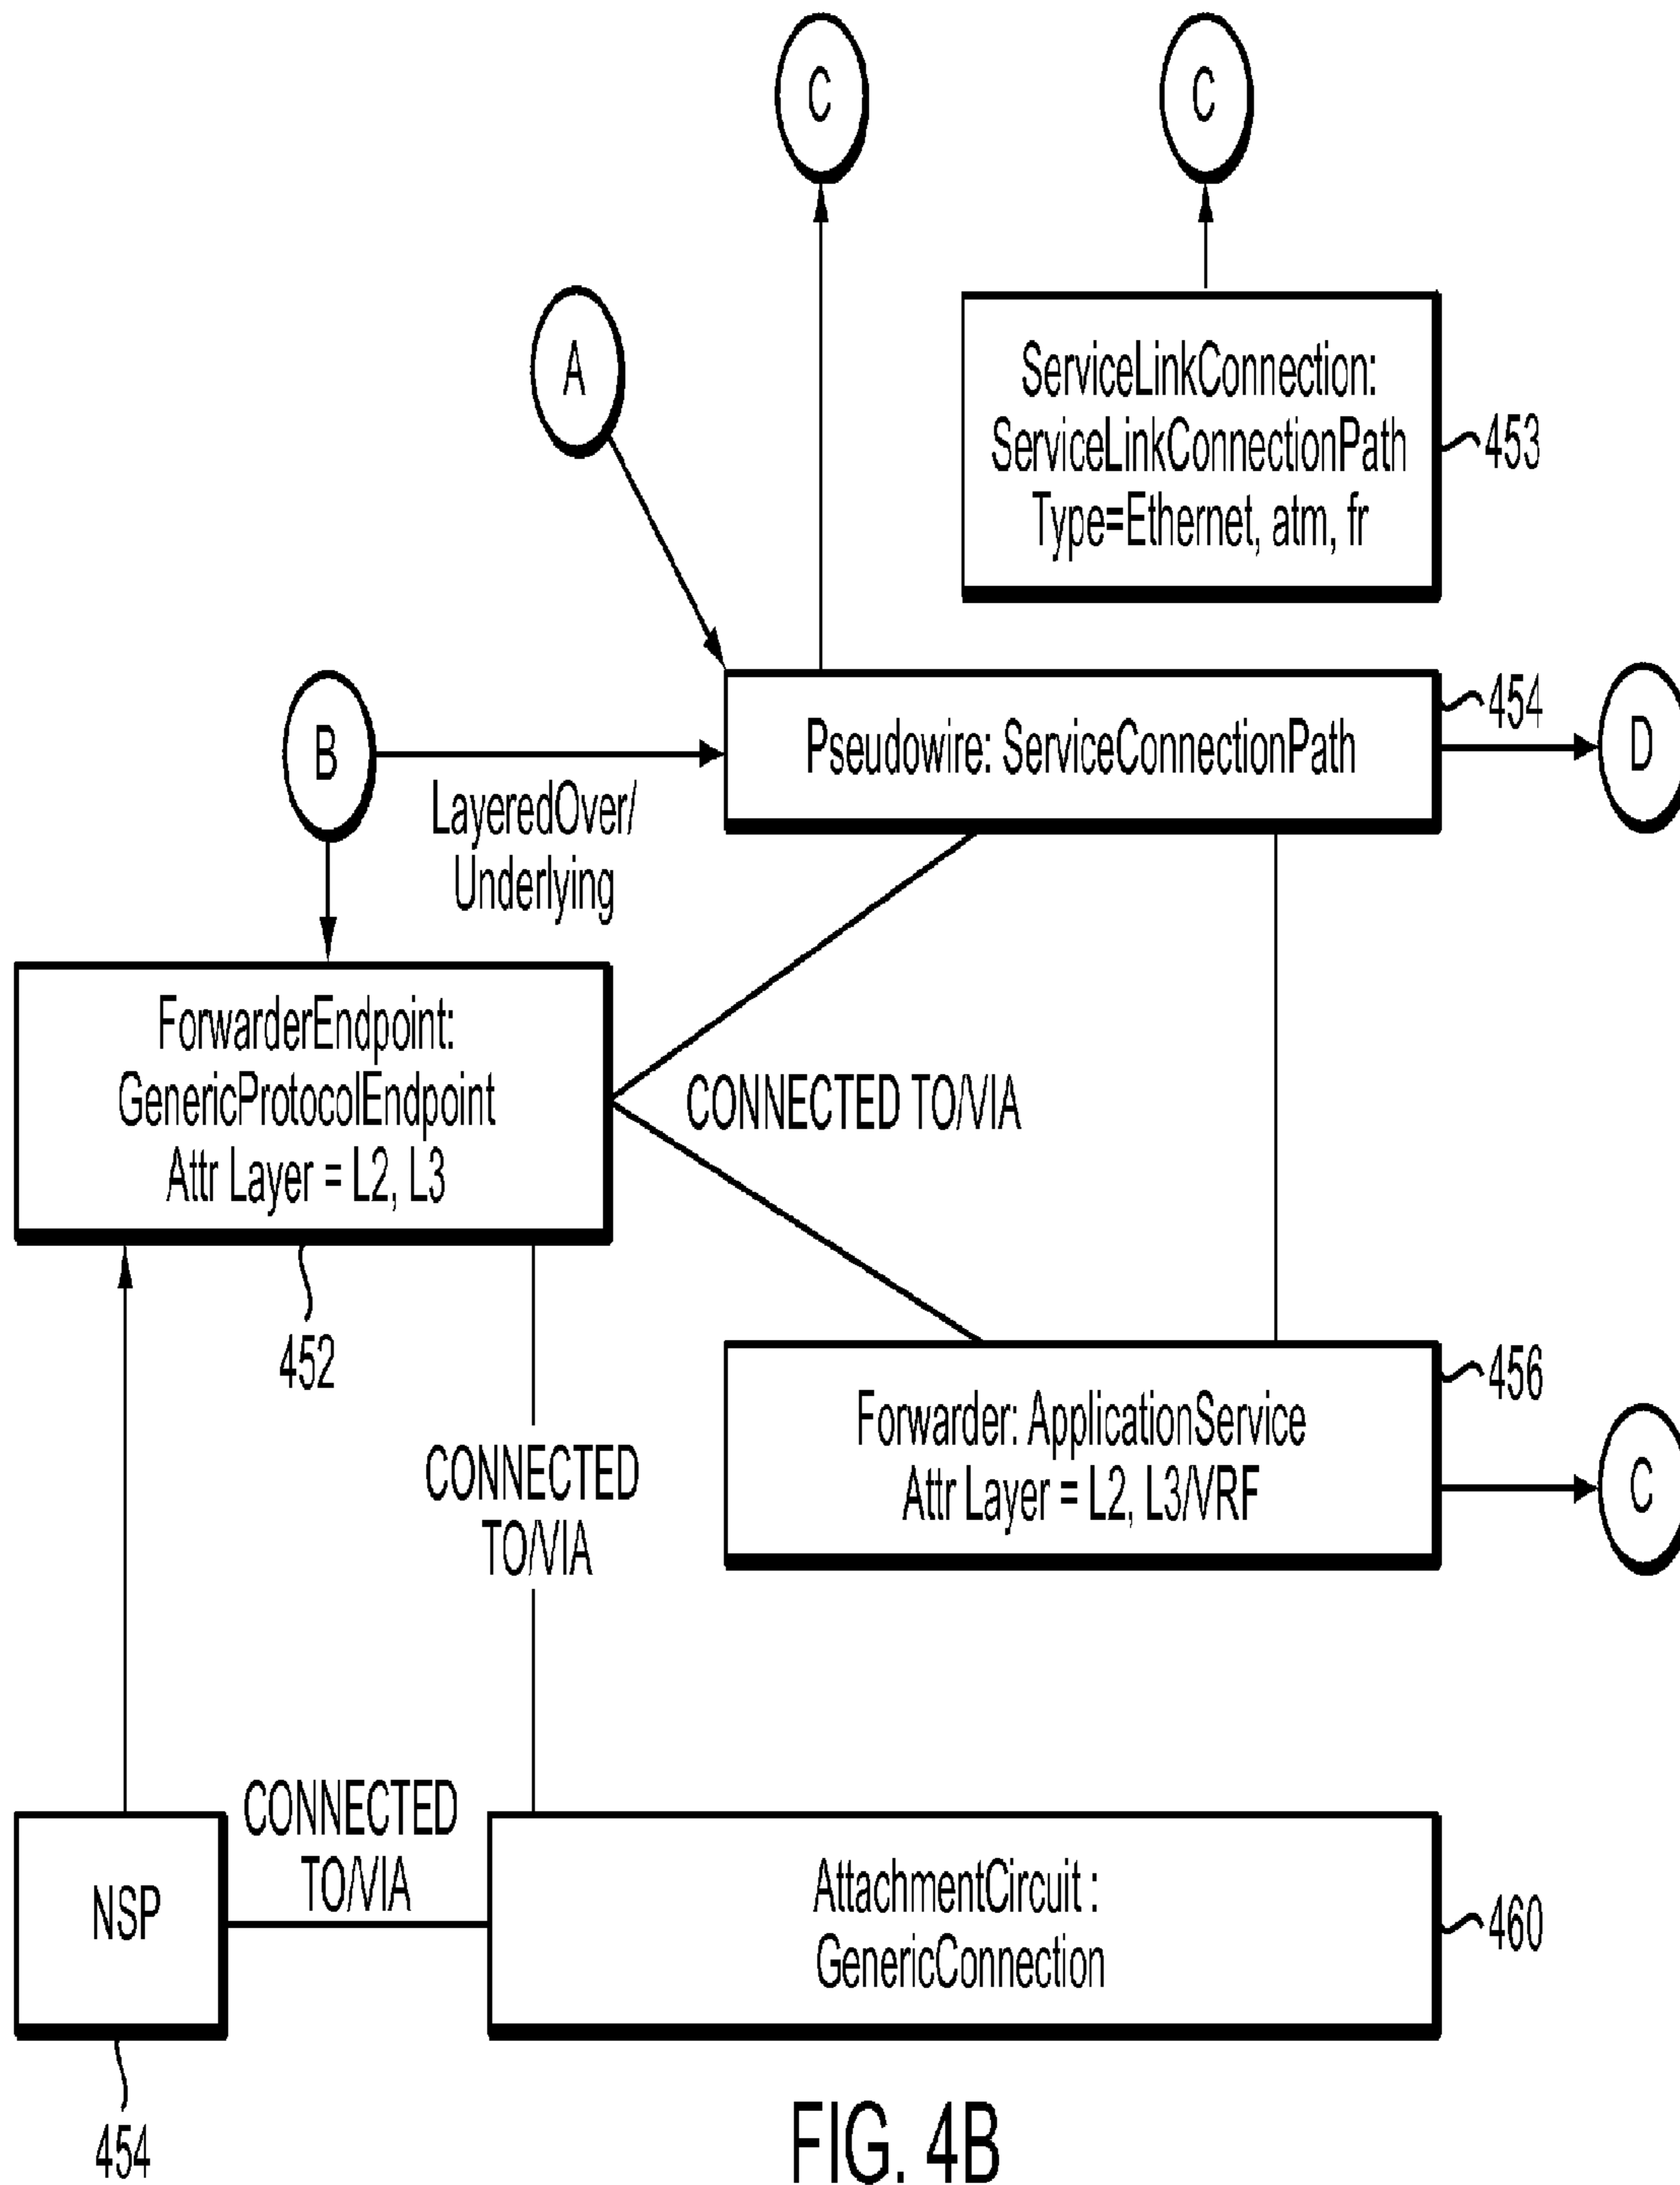 C
C
A
ServiceLinkConnection:
ServiceLinkConnectionPath
Type=Ethernet, atm, fr
453
B
LayeredOver/
Underlying
Pseudowire: ServiceConnectionPath
454
D
ForwarderEndpoint:
GenericProtocolEndpoint
Attr Layer = L2, L3
452
CONNECTED TO/VIA
Forwarder: ApplicationService
Attr Layer = L2, L3/VRF
456
C
CONNECTED
TO/VIA
NSP
454
CONNECTED
TO/VIA
AttachmentCircuit :
GenericConnection
460
FIG. 4B